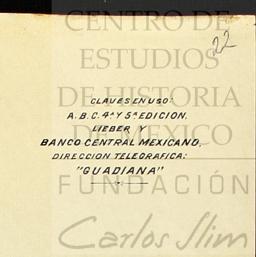 CENTRO DE
22
ESTUDIOS
DE HISTORIA
DE MEXICO
CLAVES EN USO:
A.B.C. 4ª Y 5ª EDICION,
LIEBER Y
BANCO CENTRAL MEXICANO,
DIRECCION TELEGRAFICA:
"GUADIANA"
FUNDACIÓN
Carlos Slim